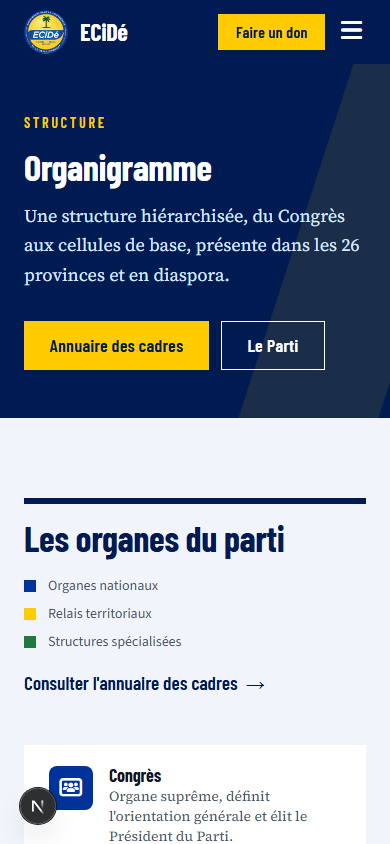 ECiDé
ECiDé
Faire un don
STRUCTURE
Organigramme
Une structure hiérarchisée, du Congrès
aux cellules de base, présente dans les 26
provinces et en diaspora.
Annuaire des cadres
Le Parti
Les organes du parti
Organes nationaux
Relais territoriaux
Structures spécialisées
Consulter l'annuaire des cadres →
Congrès
Organe suprême, définit
l'orientation générale et élit le
Président du Parti.
N